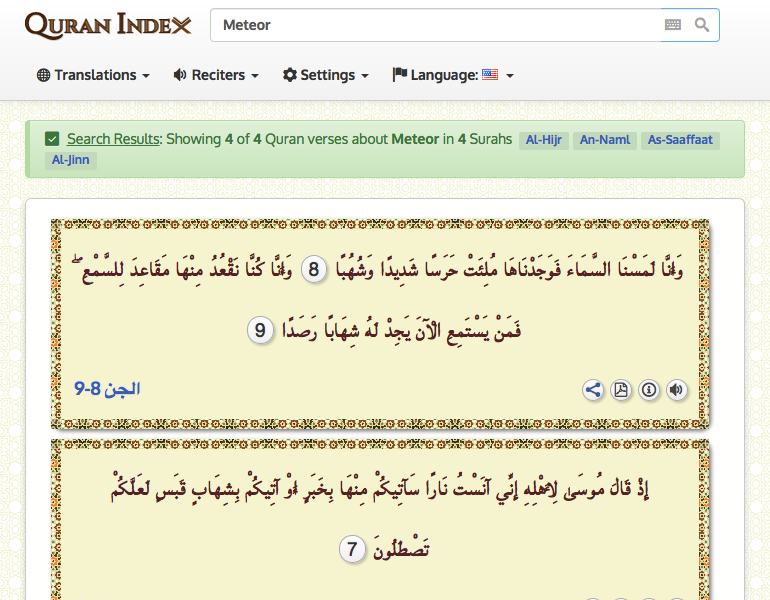 Quran Index
Meteor
Translations Reciters Settings Language:
Search Results: Showing 4 of 4 Quran verses about Meteor in 4 Surahs Al-Hijr An-Naml As-Saaffaat
Al-Jinn
وَأَنَّا لَمَسْنَا السَّمَاءَ فَوَجَدْنَاهَا مُلِئَتْ حَرَسًا شَدِيدًا وَشُهُبًا 8 وَأَنَّا كُنَّا نَقْعُدُ مِنْهَا مَقَاعِدَ لِلسَّمْعِ ۖ
فَمَنْ يَسْتَمِعِ الْآنَ يَجِدْ لَهُ شِهَابًا رَصَدًا 9
الجن 8-9
إِذْ قَالَ مُوسَىٰ لِأَهْلِهِ إِنِّي آنَسْتُ نَارًا سَآتِيكُمْ مِنْهَا بِخَبَرٍ أَوْ آتِيكُمْ بِشِهَابٍ قَبَسٍ لَعَلَّكُمْ
تَصْطَلُونَ 7